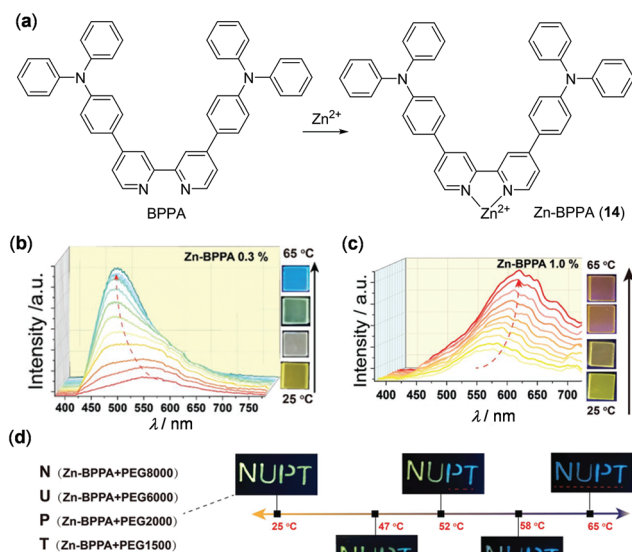 (a)
N
N
N
N
Zn2+
N
N
N
N
Zn2+
BPPA
Zn-BPPA (14)
(b)
Zn-BPPA 0.3 %
65 °C
25 °C
Intensity /a.u.
400 450 500 550 600 650 700 750
λ / nm
(c)
Zn-BPPA 1.0 %
65 °C
25 °C
Intensity /a.u.
400 450 500 550 600 650 700
λ / nm
(d)
N (Zn-BPPA+PEG8000)
U (Zn-BPPA+PEG6000)
P (Zn-BPPA+PEG2000)
T (Zn-BPPA+PEG1500)
NUPT
NUPT
NUPT
25 °C
47 °C
52 °C
58 °C
65 °C